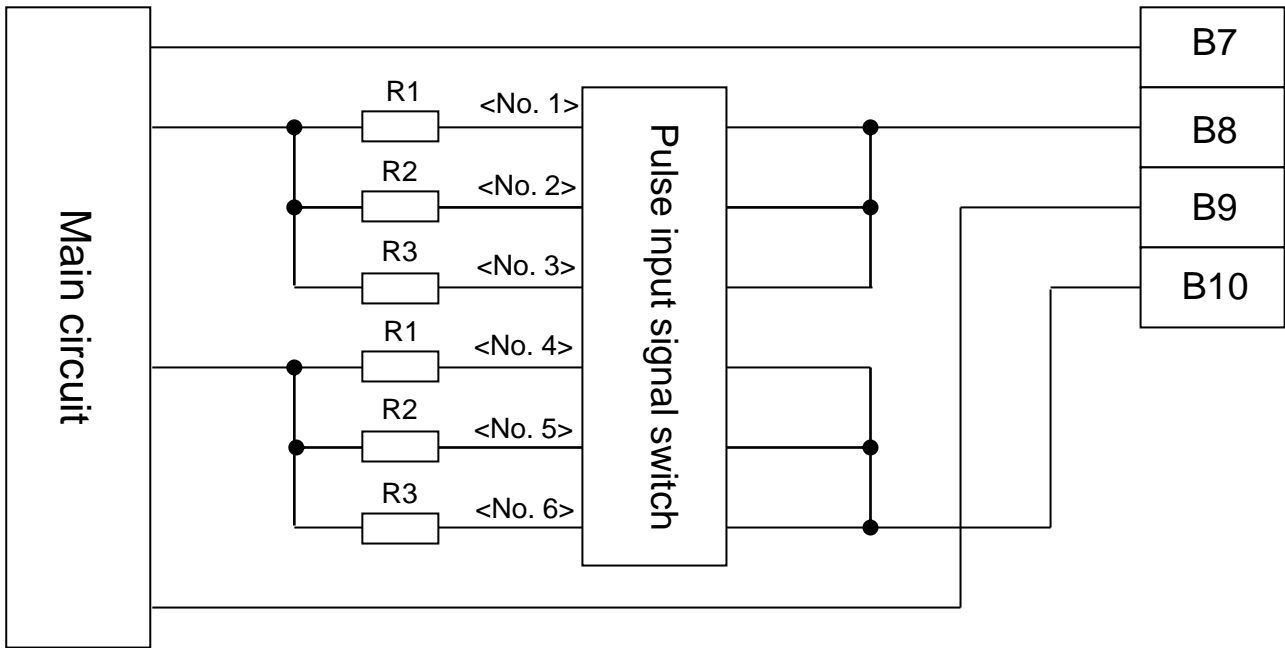 Main circuit
R1
<No. 1>
R2
<No. 2>
R3
<No. 3>
R1
<No. 4>
R2
<No. 5>
R3
<No. 6>
Pulse input signal switch
B7
B8
B9
B10